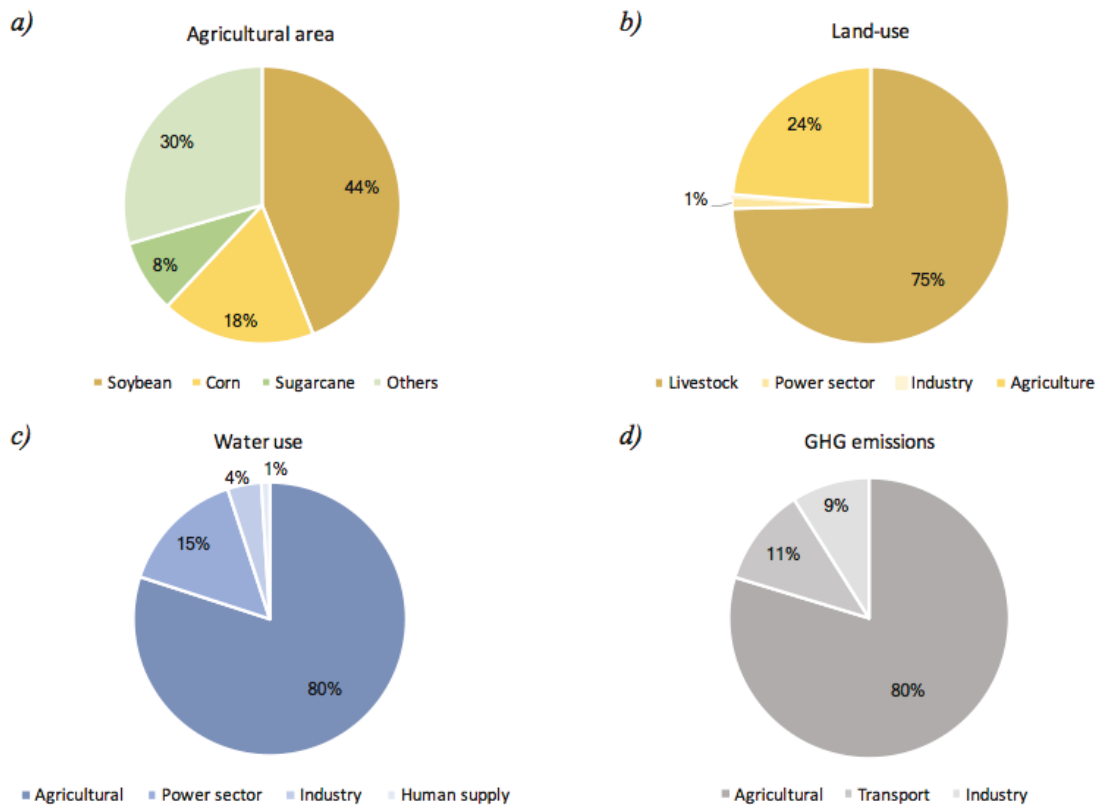 a)
Agricultural area
30%
44%
8%
18%
Soybean Corn Sugarcane Others
b)
Land-use
24%
1%
75%
Livestock Power sector Industry Agriculture
c)
Water use
4% 1%
15%
80%
Agricultural Power sector Industry Human supply
d)
GHG emissions
9%
11%
80%
Agricultural Transport Industry